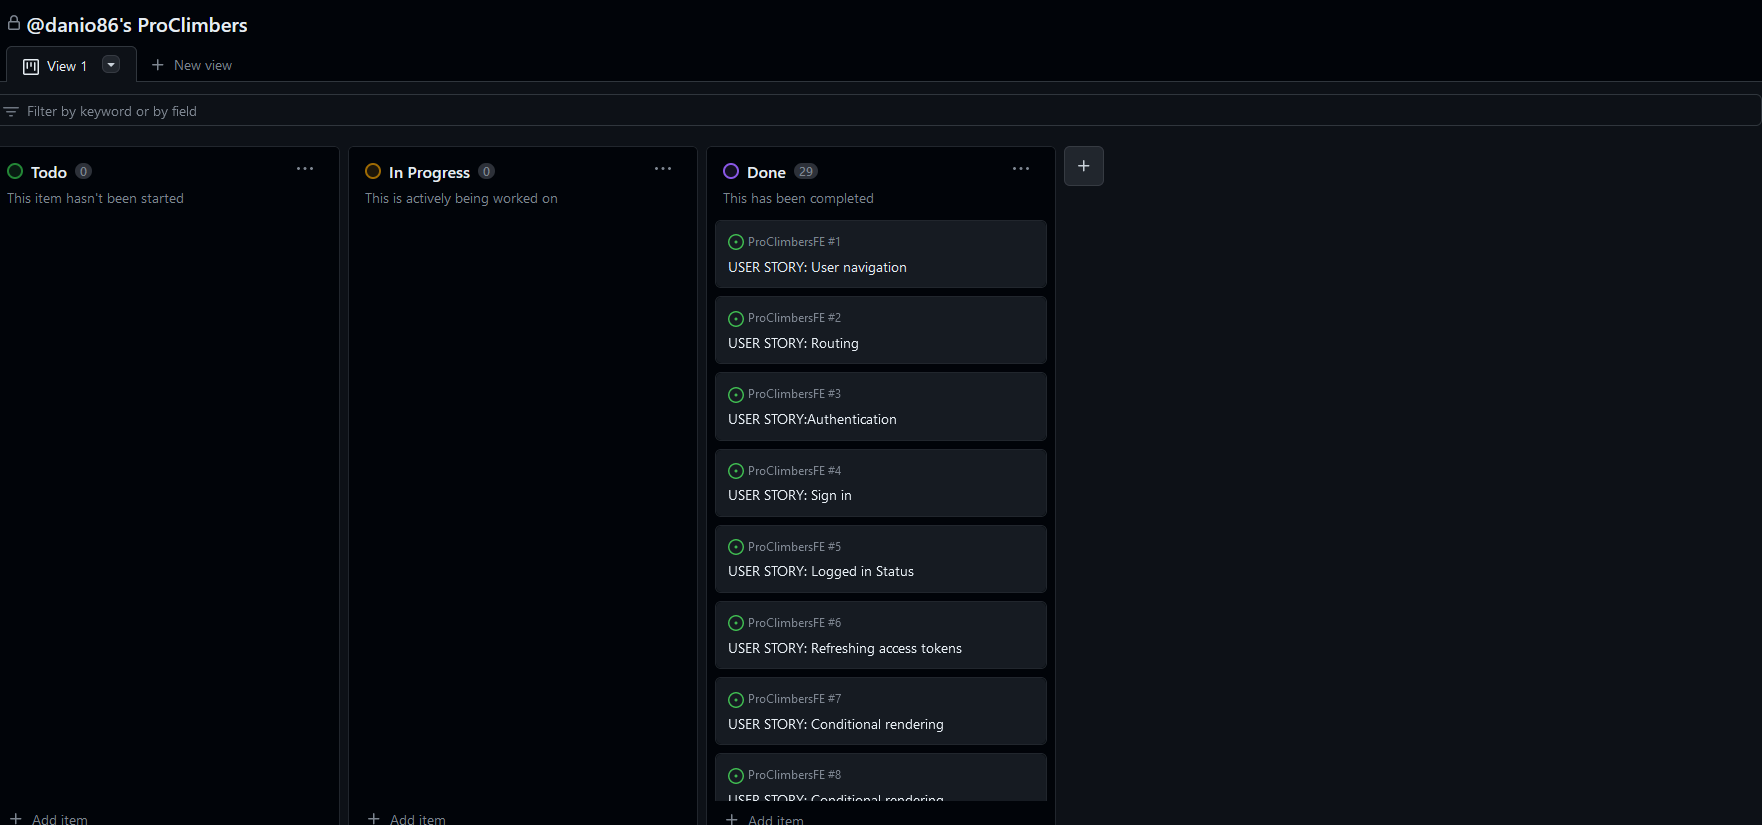 @danio86's ProClimbers
View 1
New view
Filter by keyword or by field
Todo 0
This item hasn't been started
Add item
In Progress 0
This is actively being worked on
Add item
Done 29
This has been completed
ProClimbersFE #1
USER STORY: User navigation
ProClimbersFE #2
USER STORY: Routing
ProClimbersFE #3
USER STORY:Authentication
ProClimbersFE #4
USER STORY: Sign in
ProClimbersFE #5
USER STORY: Logged in Status
ProClimbersFE #6
USER STORY: Refreshing access tokens
ProClimbersFE #7
USER STORY: Conditional rendering
ProClimbersFE #8
USER STORY: Conditional rendering
Add item